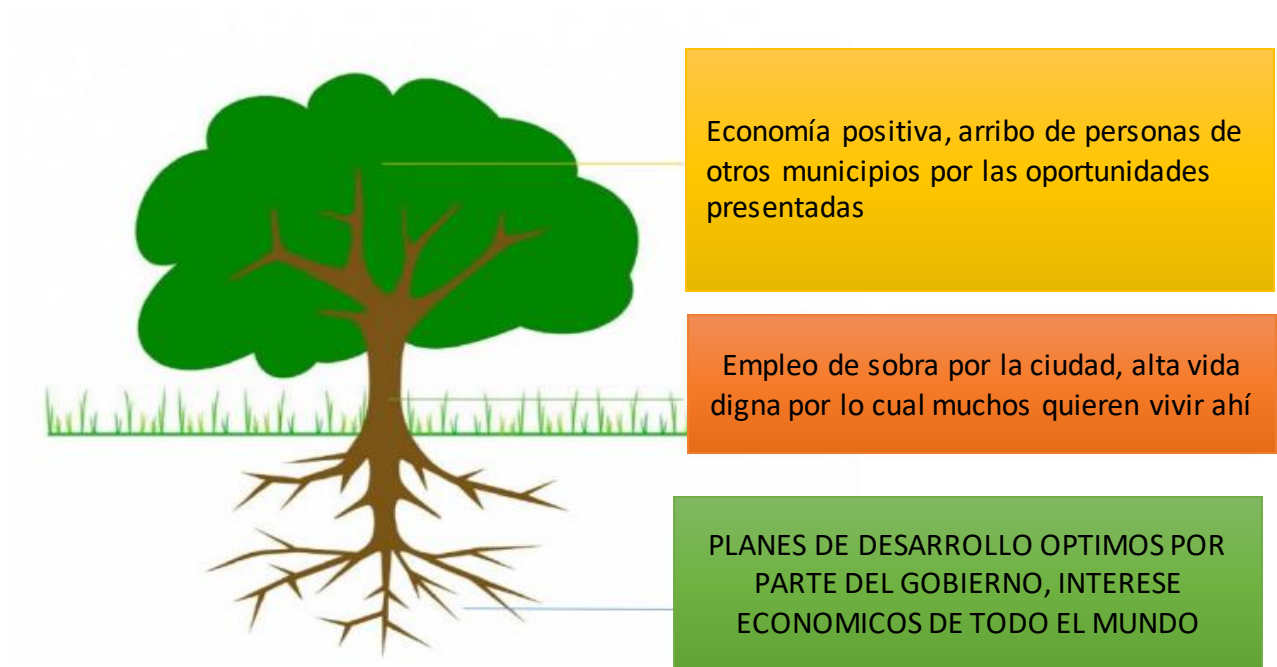 Economía positiva, arribo de personas de
otros municipios por las oportunidades
presentadas
Empleo de sobra por la ciudad, alta vida
digna por lo cual muchos quieren vivir ahí
PLANES DE DESARROLLO OPTIMOS POR
PARTE DEL GOBIERNO, INTERESE
ECONOMICOS DE TODO EL MUNDO